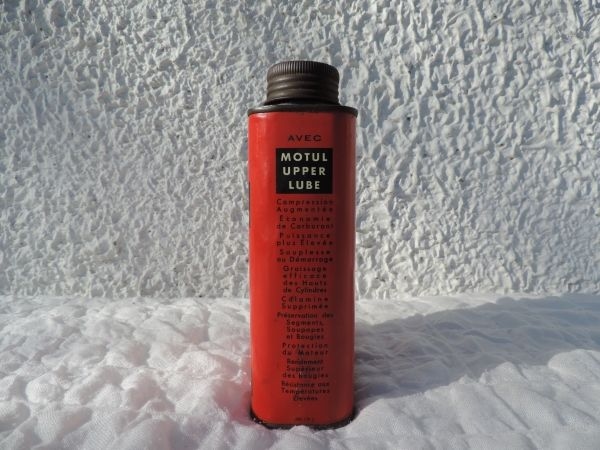 AVEC
MOTUL
UPPER
LUBE
Compression
Augmentée
Économie
de Carburant
Puissance
plus Élevée
Souplesse
au Démarrage
Graissage
efficace
des Hauts
de Cylindres
Calamine
Supprimée
Préservation des
Segments,
Soupapes
et Bougies
Protection
du Moteur
Rendement
Supérieur
des bougies
Résistance aux
Températures
Élevées